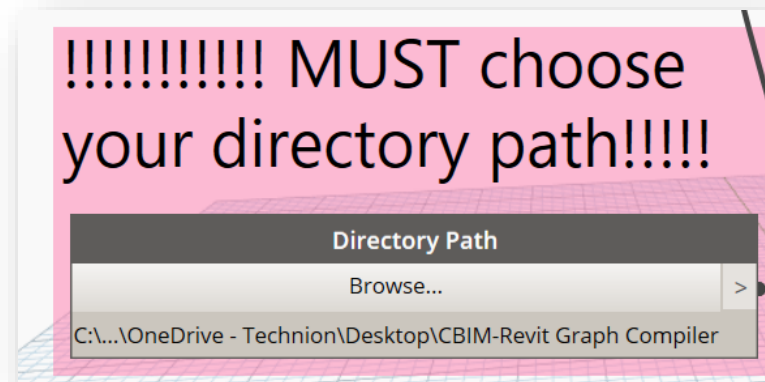 !!!!!!!!!!! MUST choose
your directory path!!!!!
Directory Path
Browse...
>
C:\...\OneDrive - Technion\Desktop\CBIM-Revit Graph Compiler